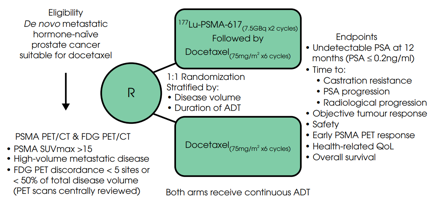 Eligibility
De novo metastatic
hormone-naïve
prostate cancer
suitable for docetaxel
PSMA PET/CT & FDG PET/CT
• PSMA SUVmax >15
• High-volume metastatic disease
• FDG PET discordance < 5 sites or
< 50% of total disease volume
(PET scans centrally reviewed)
R
1:1 Randomization
Stratified by:
• Disease volume
• Duration of ADT
177Lu-PSMA-617(7.5GBq x2 cycles)
Followed by
Docetaxel(75mg/m² x6 cycles)
Docetaxel(75mg/m² x6 cycles)
Both arms receive continuous ADT
Endpoints
• Undetectable PSA at 12
months (PSA ≤ 0.2ng/ml)
• Time to:
• Castration resistance
• PSA progression
• Radiological progression
• Objective tumour response
• Safety
• Early PSMA PET response
• Health-related QoL
• Overall survival